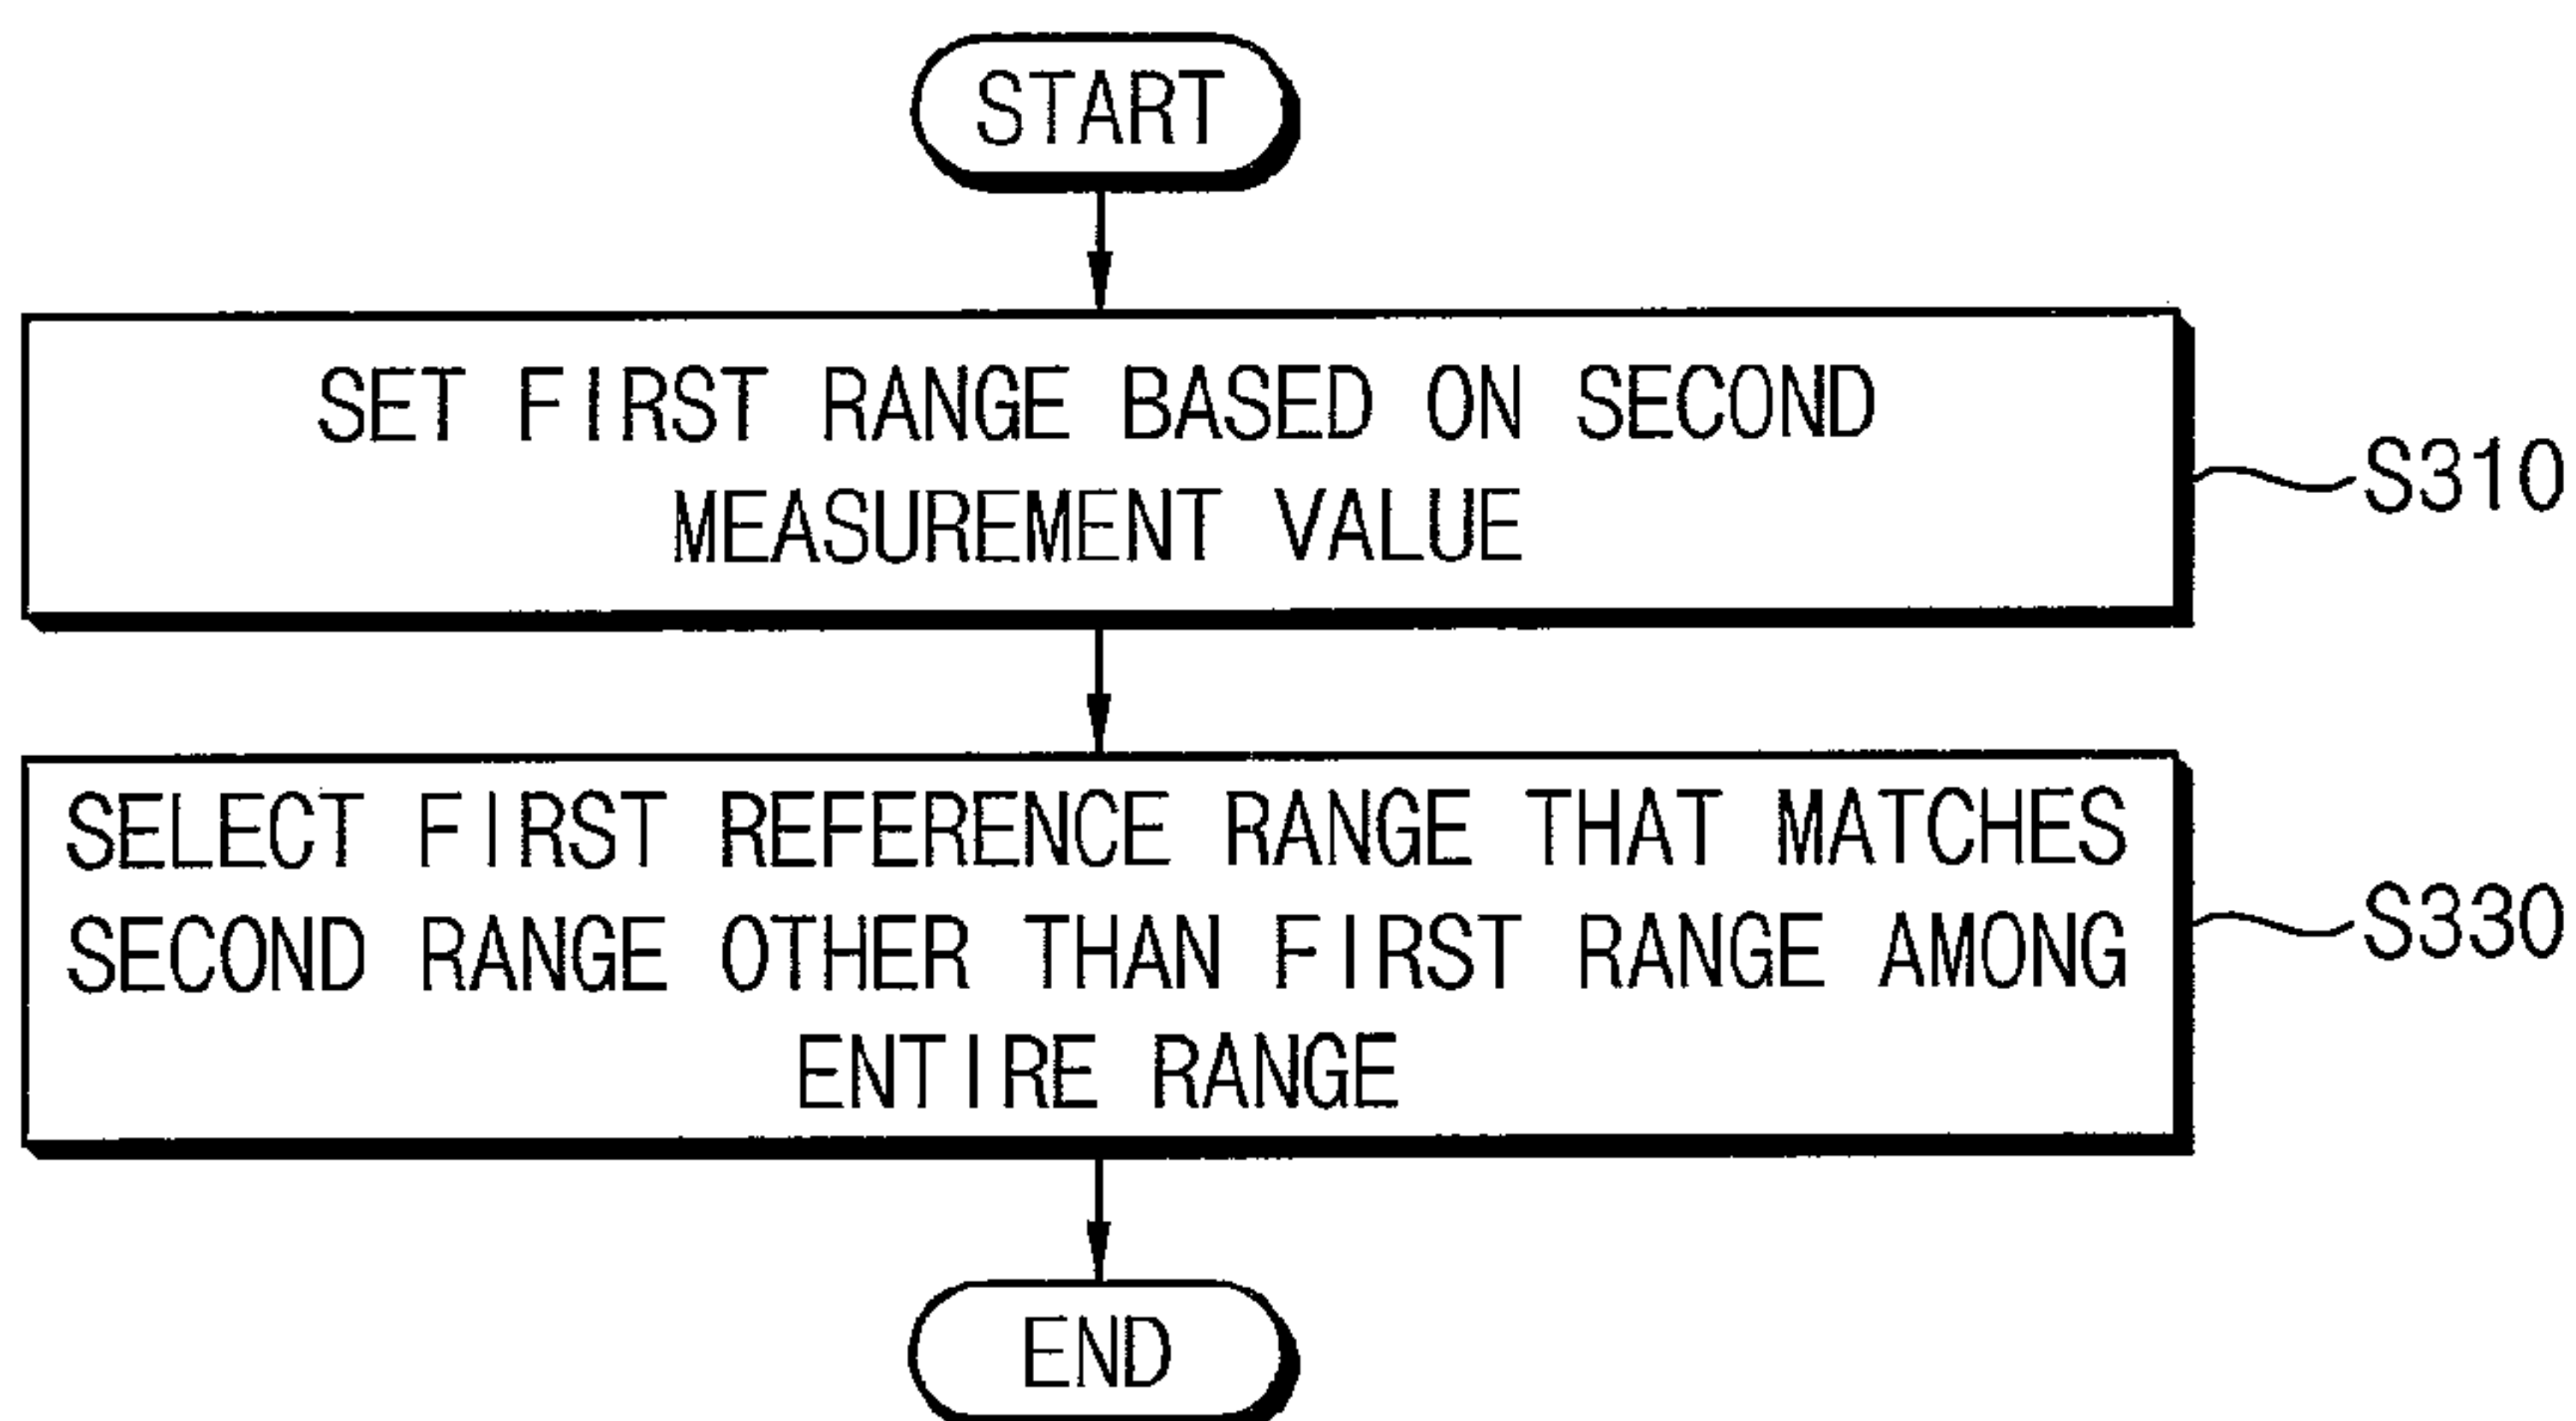 START
SET FIRST RANGE BASED ON SECOND
MEASUREMENT VALUE
S310
SELECT FIRST REFERENCE RANGE THAT MATCHES
SECOND RANGE OTHER THAN FIRST RANGE AMONG
ENTIRE RANGE
S330
END